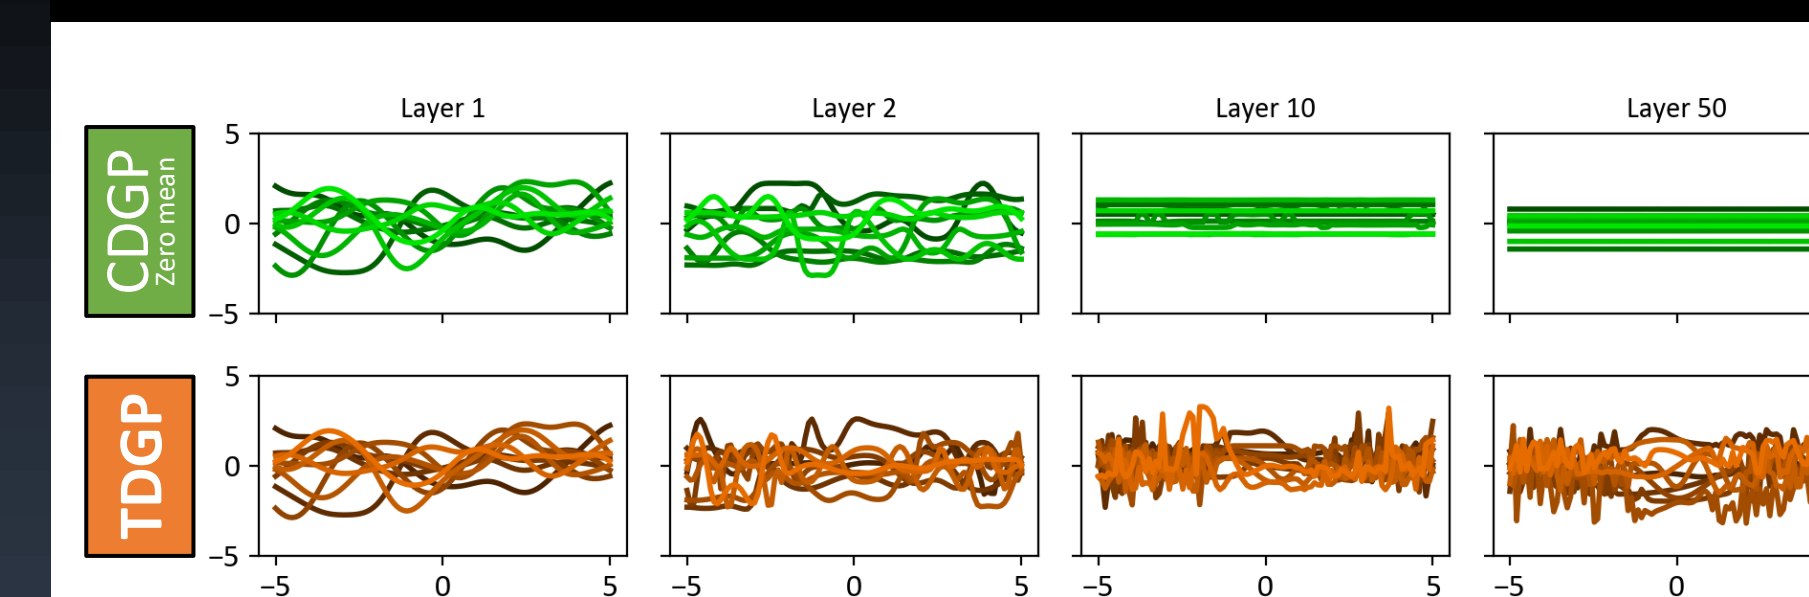 Layer 1
Layer 2
Layer 10
Layer 50
CDGP
Zero mean
5
0
−5
TDGP
5
0
−5
−5 0 5
−5 0 5
−5 0 5
−5 0